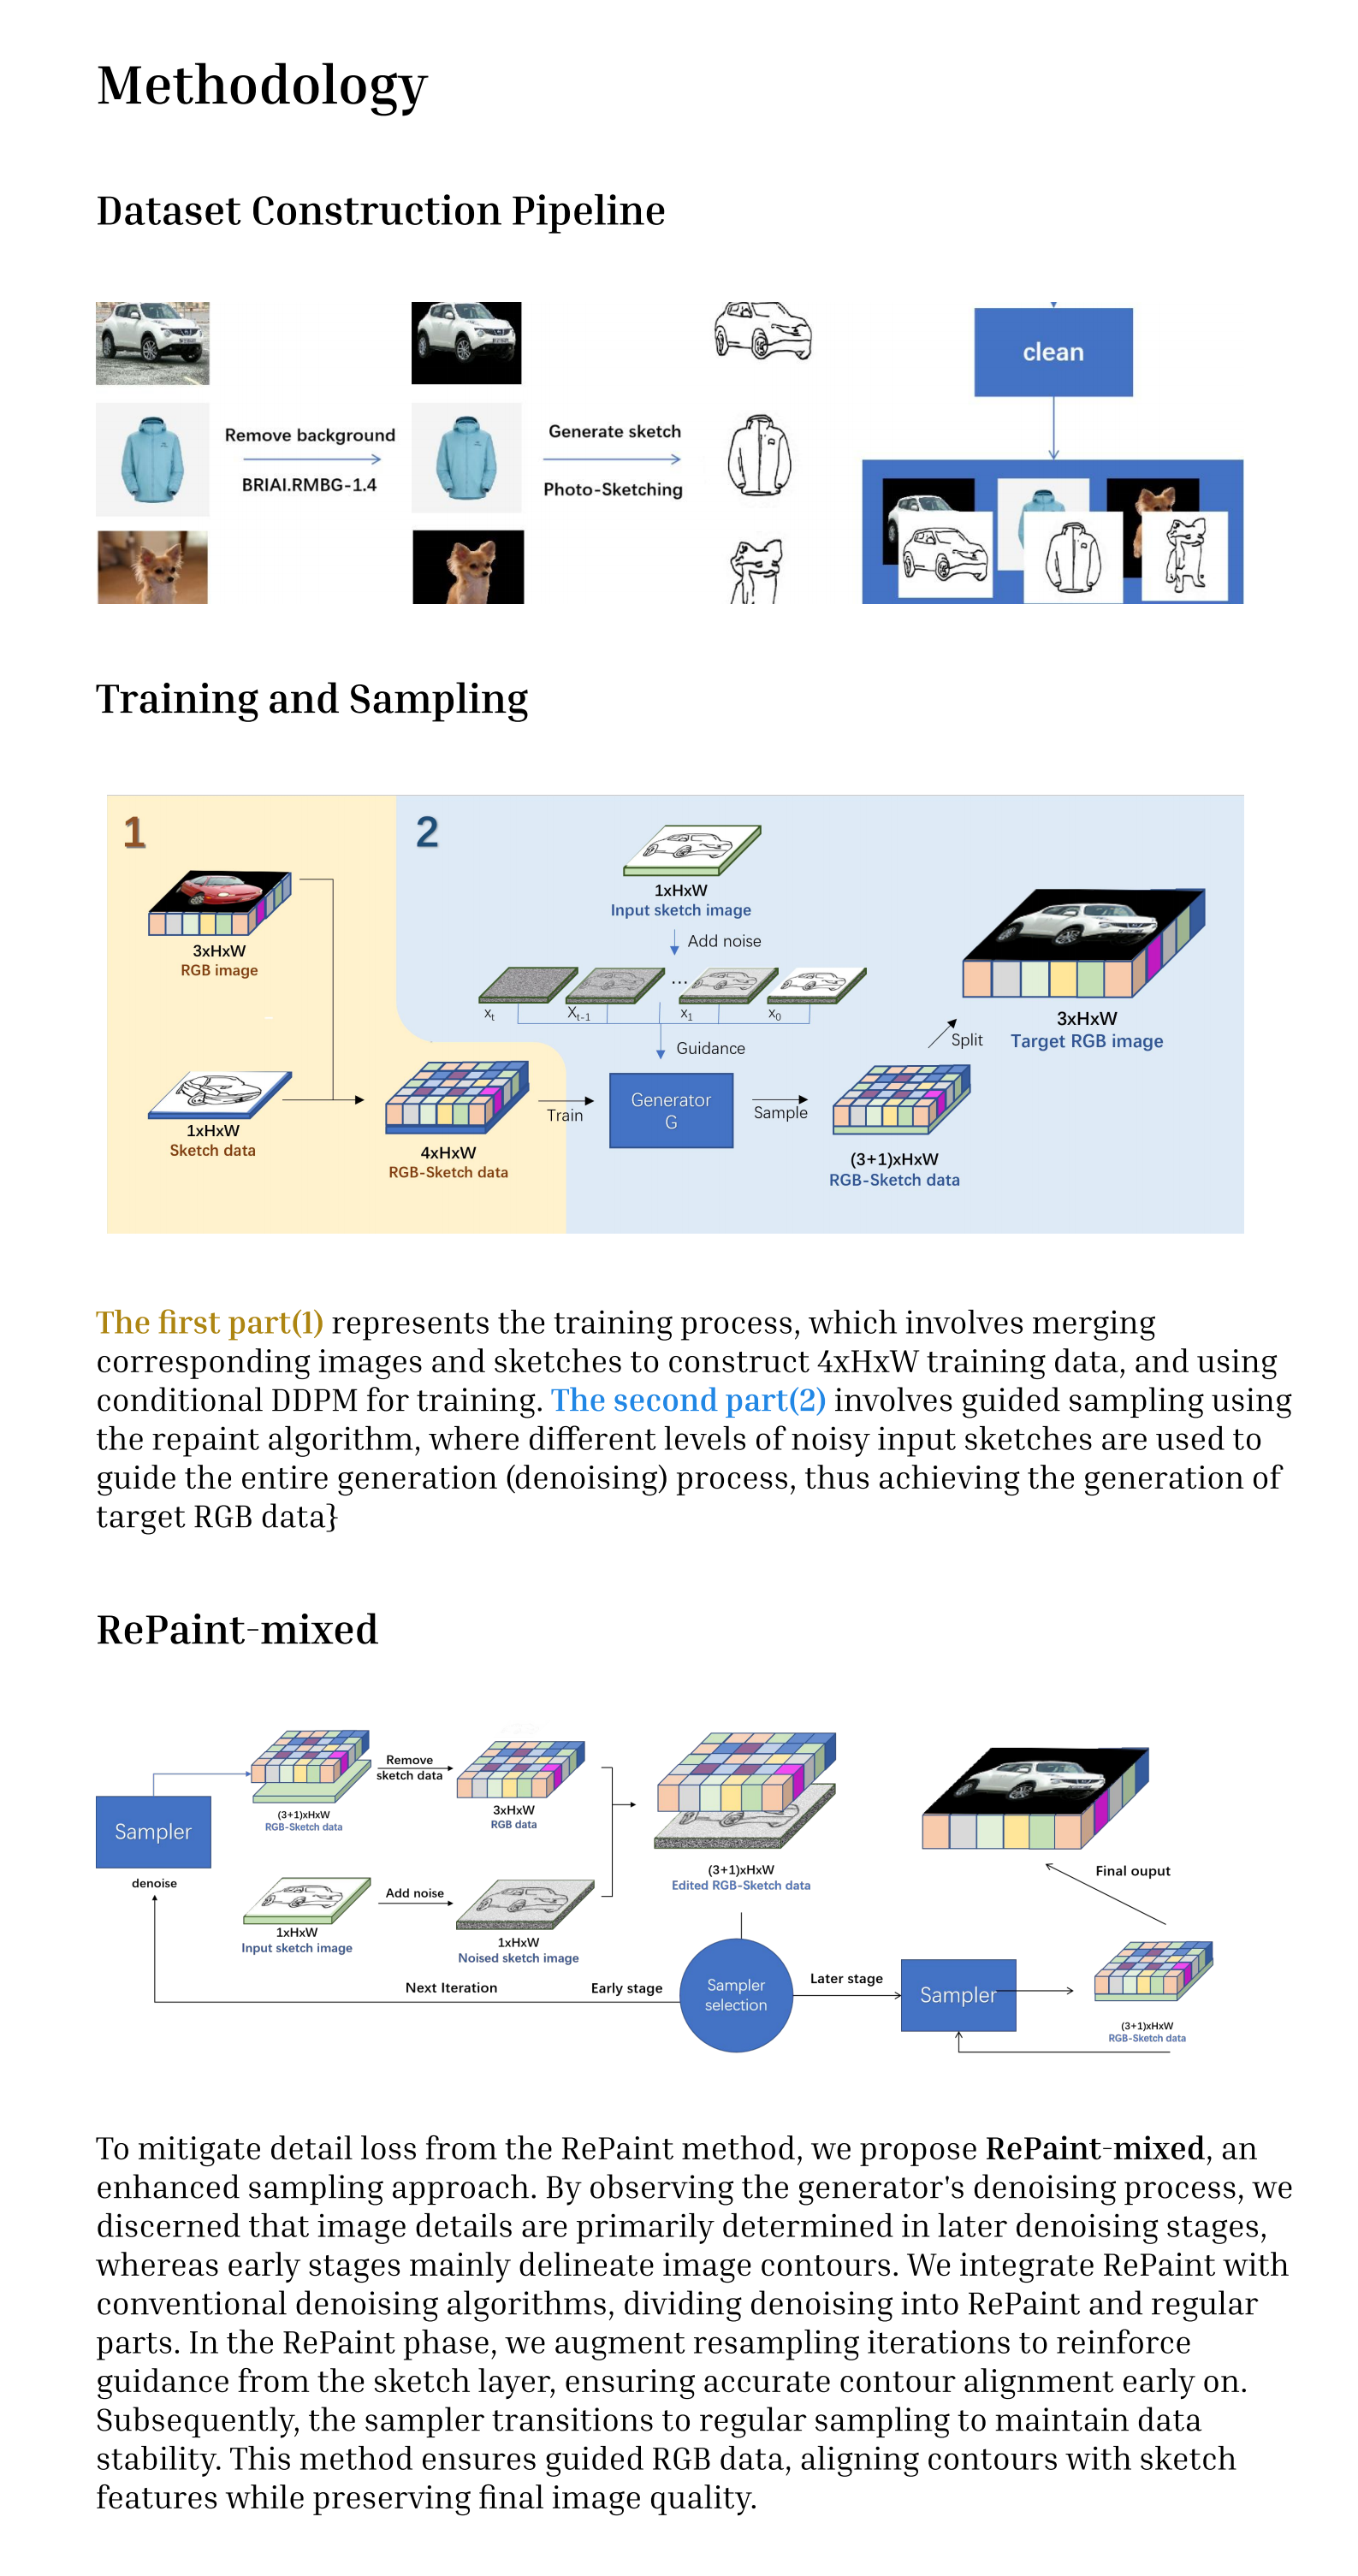 Methodology
Dataset Construction Pipeline
Remove background
BRIAI.RMBG-1.4
Generate sketch
Photo-Sketching
clean
Training and Sampling
1
2
3xHxW
RGB image
1xHxW
Sketch data
4xHxW
RGB-Sketch data
1xHxW
Input sketch image
Add noise
...
xt
Xt-1
x1
x0
Guidance
Train
Generator
G
Sample
(3+1)xHxW
RGB-Sketch data
Split
3xHxW
Target RGB image
The first part(1) represents the training process, which involves merging
corresponding images and sketches to construct 4xHxW training data, and using
conditional DDPM for training. The second part(2) involves guided sampling using
the repaint algorithm, where different levels of noisy input sketches are used to
guide the entire generation (denoising) process, thus achieving the generation of
target RGB data}
RePaint-mixed
Sampler
denoise
(3+1)xHxW
RGB-Sketch data
Remove
sketch data
3xHxW
RGB data
1xHxW
Input sketch image
Add noise
1xHxW
Noised sketch image
(3+1)xHxW
Edited RGB-Sketch data
Next Iteration
Early stage
Sampler
selection
Later stage
Sampler
(3+1)xHxW
RGB-Sketch data
Final ouput
To mitigate detail loss from the RePaint method, we propose RePaint-mixed, an
enhanced sampling approach. By observing the generator's denoising process, we
discerned that image details are primarily determined in later denoising stages,
whereas early stages mainly delineate image contours. We integrate RePaint with
conventional denoising algorithms, dividing denoising into RePaint and regular
parts. In the RePaint phase, we augment resampling iterations to reinforce
guidance from the sketch layer, ensuring accurate contour alignment early on.
Subsequently, the sampler transitions to regular sampling to maintain data
stability. This method ensures guided RGB data, aligning contours with sketch
features while preserving final image quality.